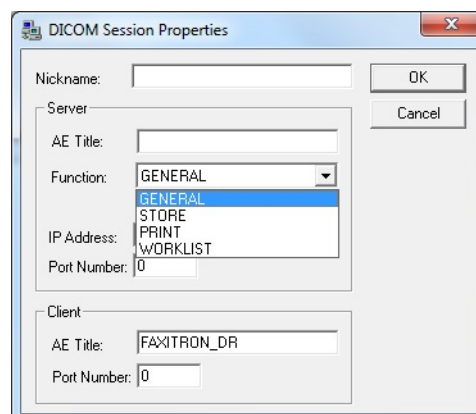 DICOM Session Properties
Nickname:
OK
Server
Cancel
AE Title:
Function: GENERAL
GENERAL
STORE
PRINT
IP Address:
WORKLIST
Port Number: 0
Client
AE Title: FAXITRON_DR
Port Number: 0